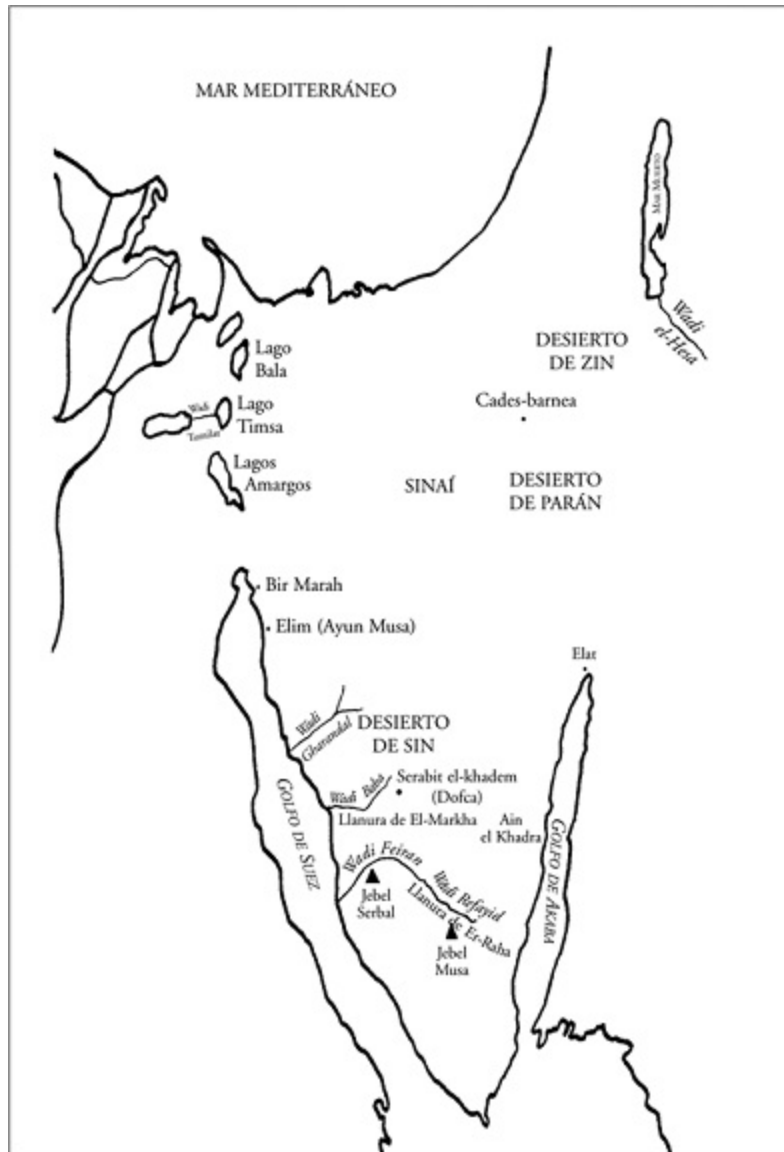 MAR MEDITERRÁNEO
MAR MUERTO
Wadi
el-Hesa
DESIERTO
DE ZIN
Lago
Bala
Cades-barnea
Wadi
Tumilat
Lago
Timsa
Lagos
Amargos
SINAÍ
DESIERTO
DE PARÁN
Bir Marah
Elim (Ayun Musa)
Elat
Wadi
Gharandal
DESIERTO
DE SIN
GOLFO DE SUEZ
Wadi Baba
Serabit el-khadem
(Dofca)
Llanura de El-Markha
Ain
el Khadra
GOLFO DE AKABA
Wadi Feiran
Wadi Refayid
Jebel
Serbal
Llanura
de Er-Raha
Jebel
Musa